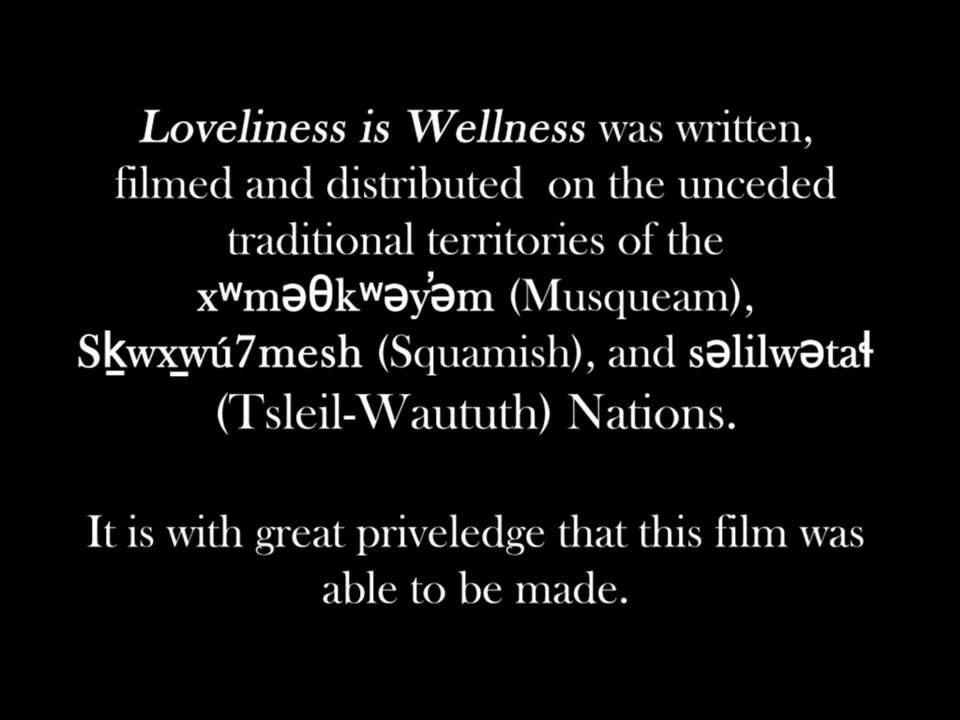 Loveliness is Wellness was written,
filmed and distributed  on the unceded
traditional territories of the
xʷməθkʷəy̓əm (Musqueam),
Sḵwx̱wú7mesh (Squamish), and səlilwətaɬ
(Tsleil-Waututh) Nations.
It is with great priveledge that this film was
able to be made.